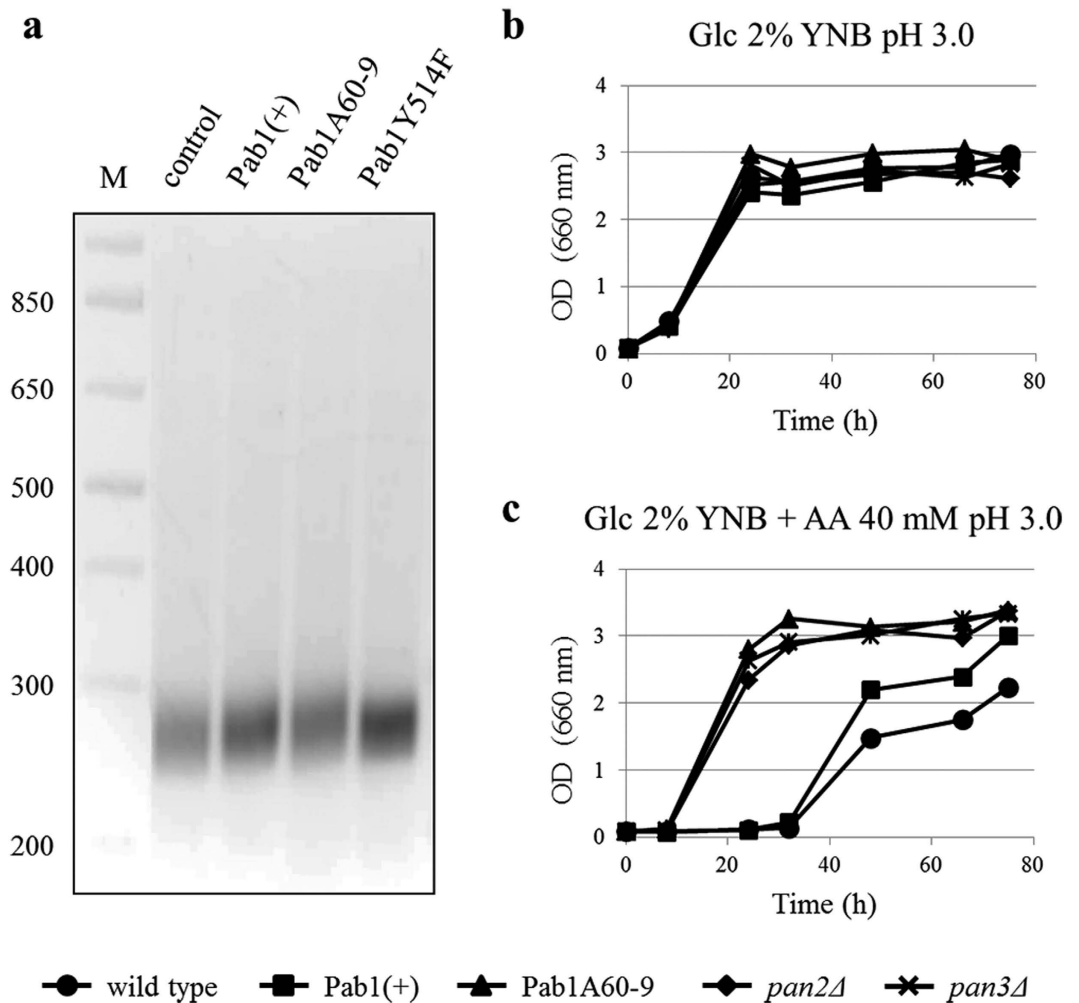 a
M control Pab1(+) Pab1A60-9 Pab1Y514F
850
650
500
400
300
200
b
Glc 2% YNB pH 3.0
OD (660 nm)
4
3
2
1
0
0 20 40 60 80
Time (h)
c
Glc 2% YNB + AA 40 mM pH 3.0
OD (660 nm)
4
3
2
1
0
0 20 40 60 80
Time (h)
wild type Pab1(+) Pab1A60-9 pan2Δ pan3Δ